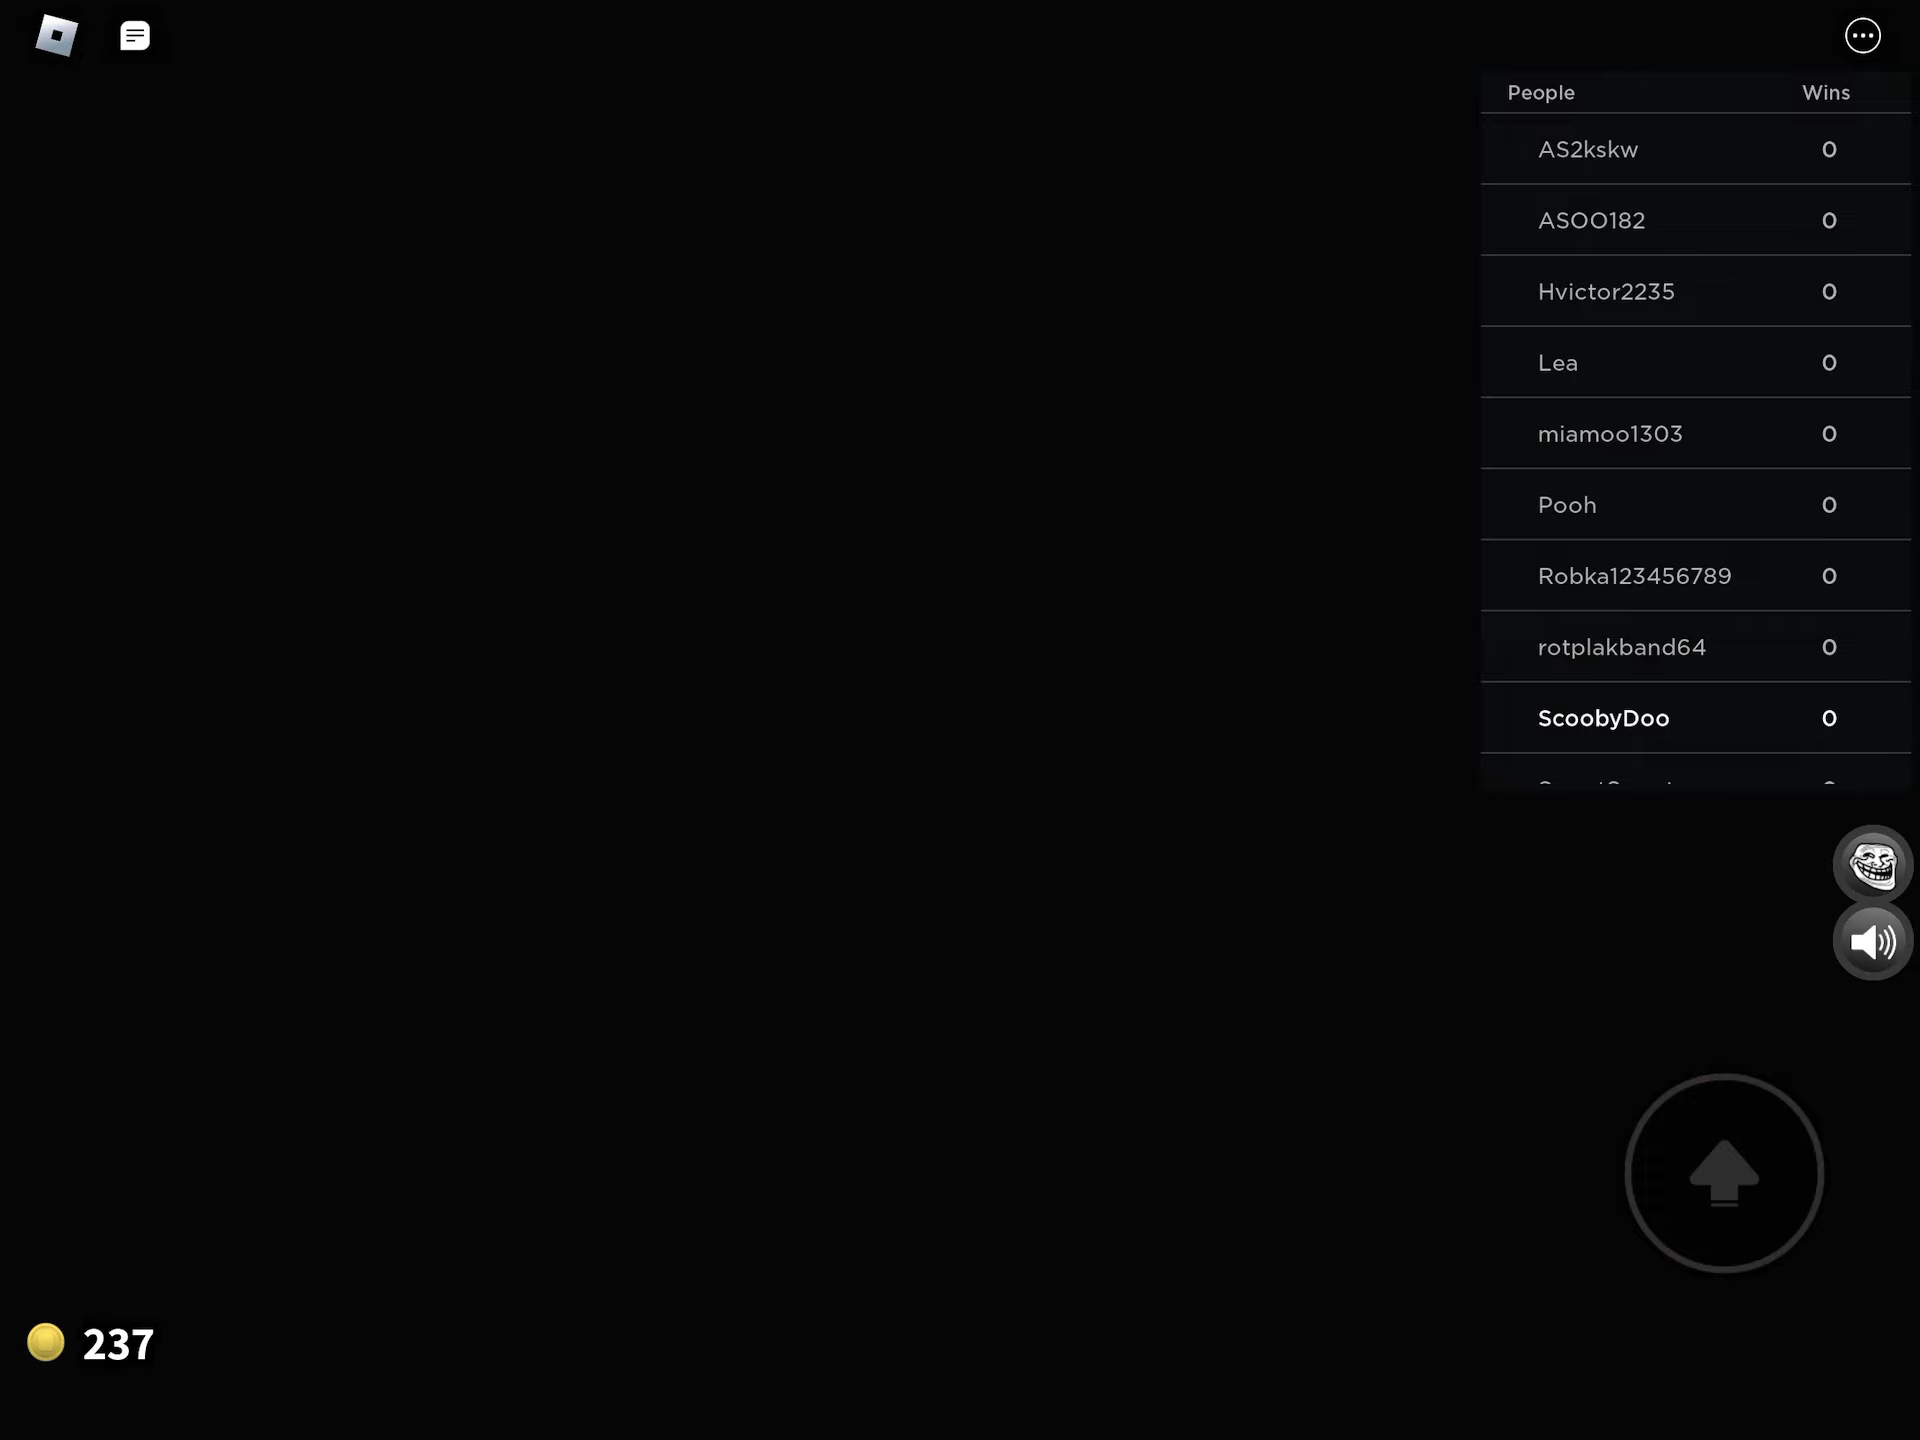 People Wins
AS2kskw 0
ASOO182 0
Hvictor2235 0
Lea 0
miamoo1303 0
Pooh 0
Robka123456789 0
rotplakband64 0
ScoobyDoo 0
237